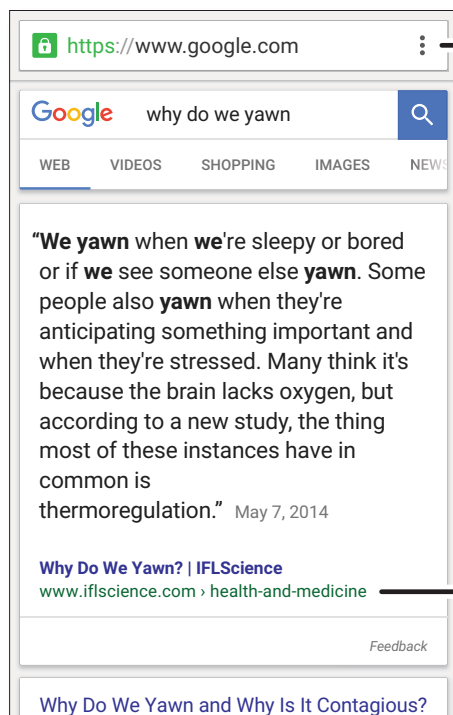 https://www.google.com
Google why do we yawn
WEB VIDEOS SHOPPING IMAGES NEWS
“We yawn when we're sleepy or bored
or if we see someone else yawn. Some
people also yawn when they're
anticipating something important and
when they're stressed. Many think it's
because the brain lacks oxygen, but
according to a new study, the thing
most of these instances have in
common is
thermoregulation.” May 7, 2014
Why Do We Yawn? | IFLScience
www.iflscience.com › health-and-medicine
Feedback
Why Do We Yawn and Why Is It Contagious?